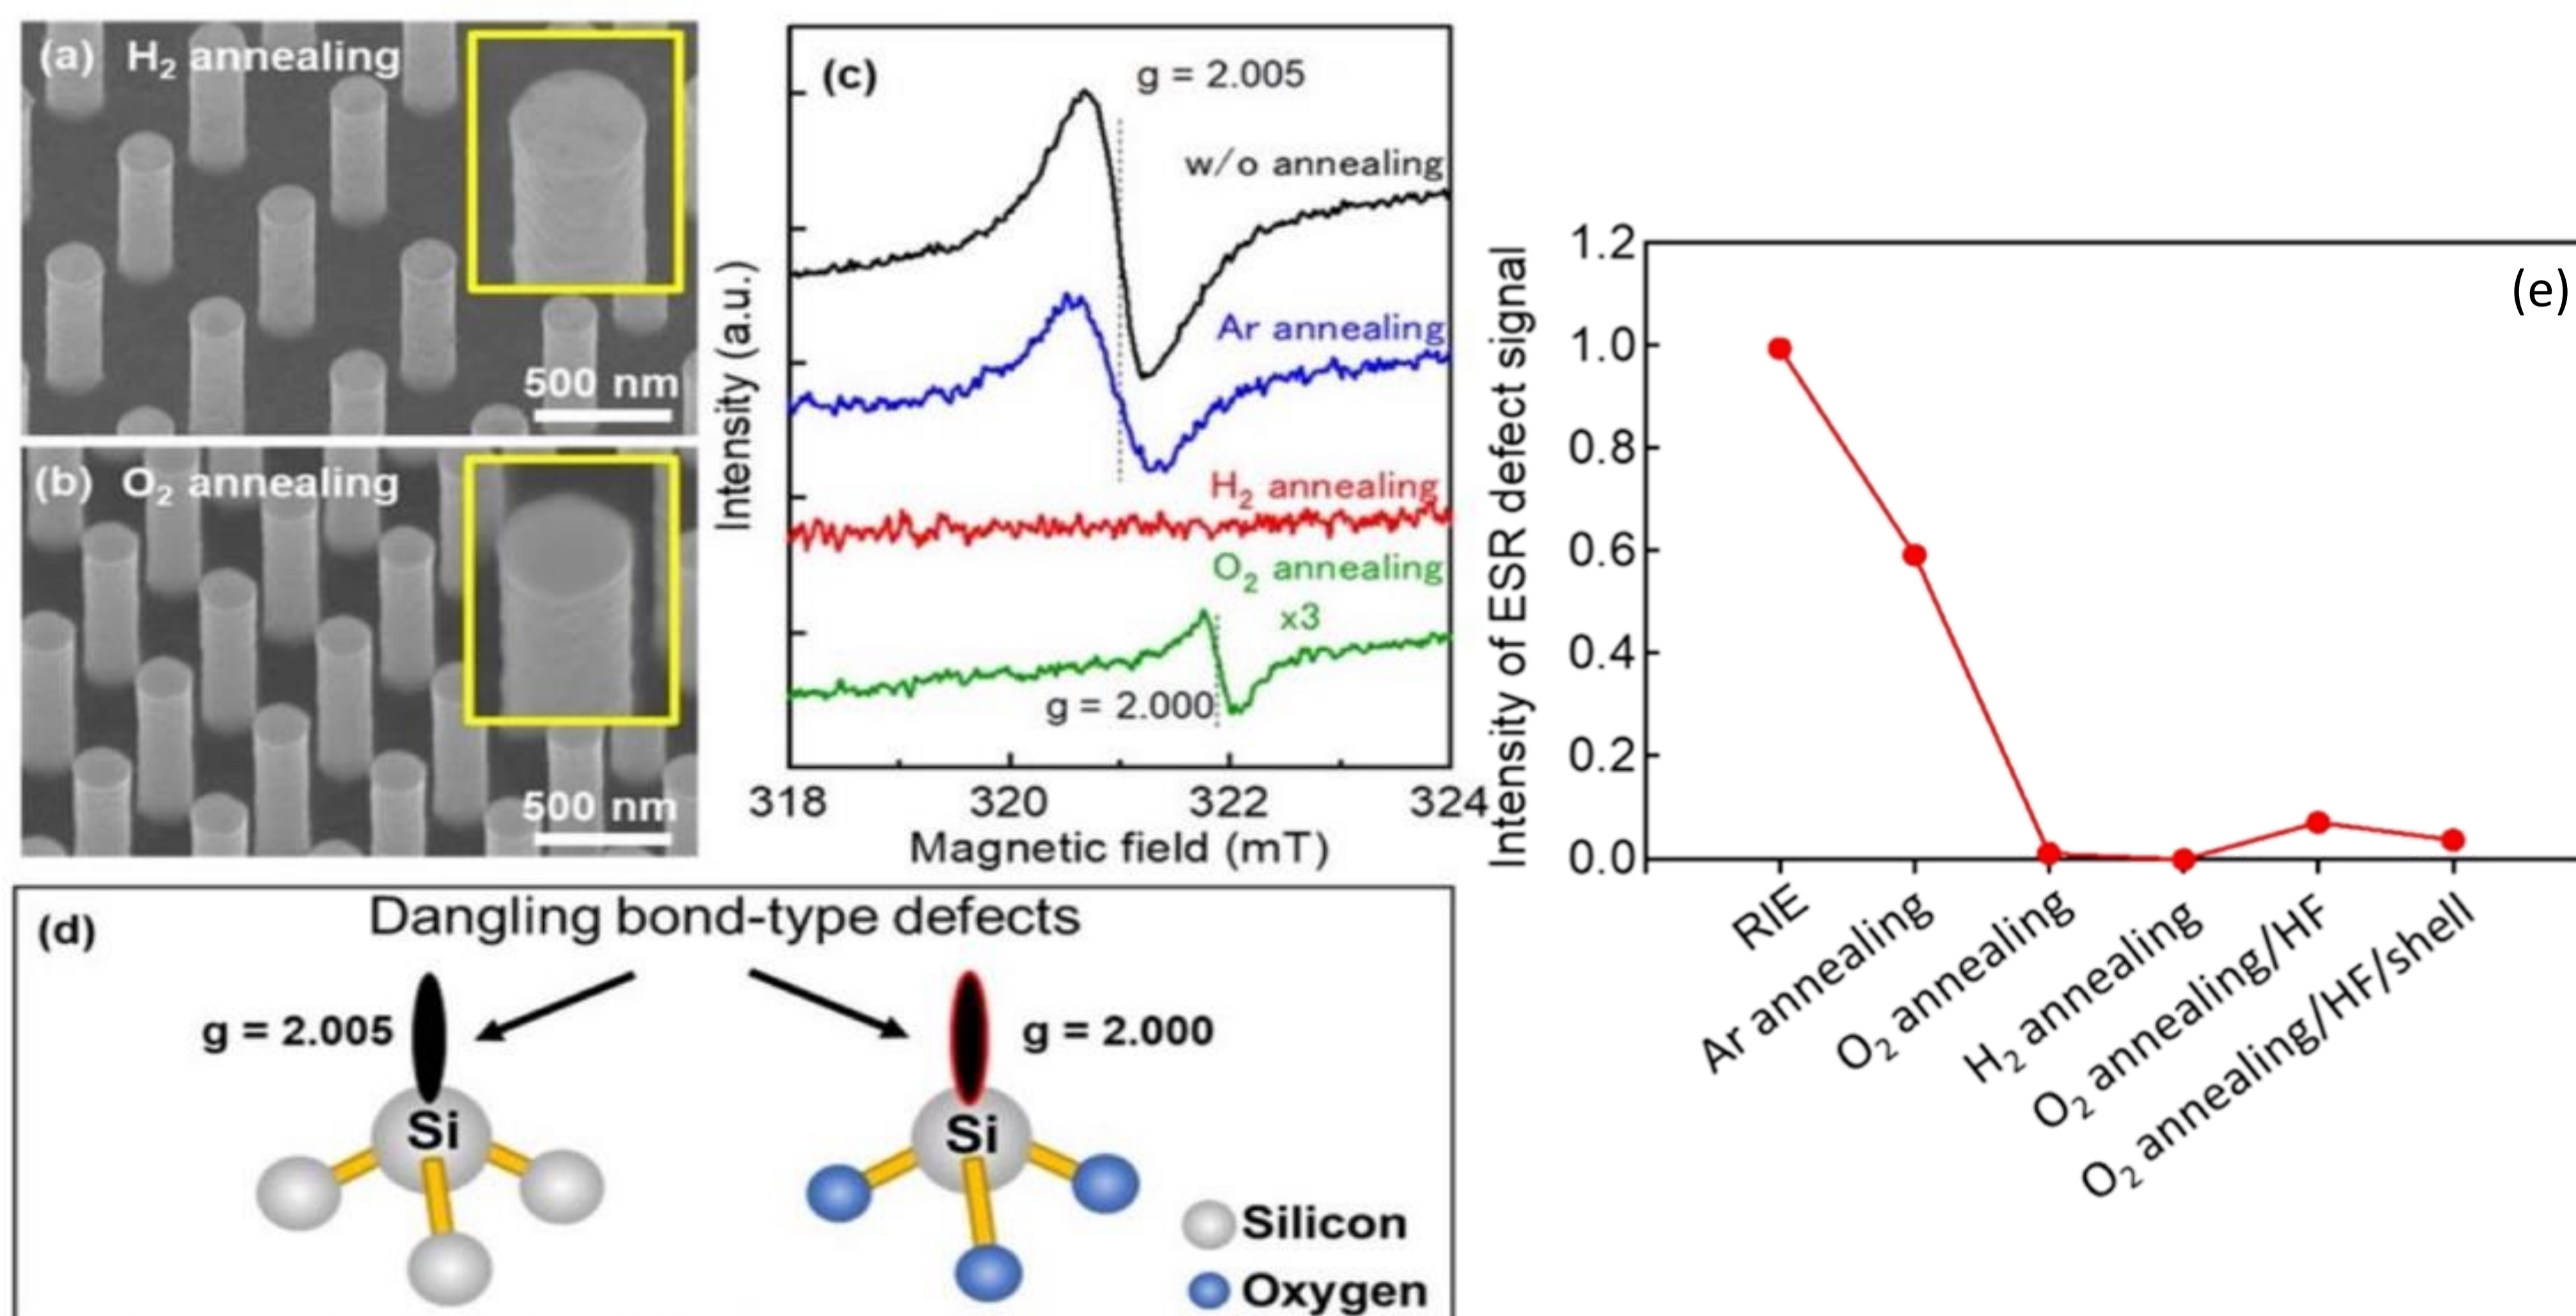 (a) H₂ annealing
500 nm
(b) O₂ annealing
500 nm
(c)
g = 2.005
w/o annealing
Ar annealing
H₂ annealing
O₂ annealing
x3
g = 2.000
Intensity (a.u.)
318 320 322 324
Magnetic field (mT)
(d)
Dangling bond-type defects
g = 2.005
g = 2.000
Si
Si
Silicon
Oxygen
(e)
Intensity of ESR defect signal
1.2
1.0
0.8
0.6
0.4
0.2
0.0
RIE
Ar annealing
O₂ annealing
H₂ annealing
O₂ annealing/HF
O₂ annealing/HF/shell